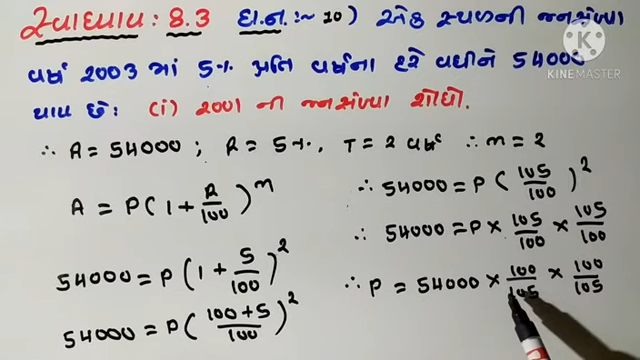 સ્વાધ્યાય : 8.3 દા.ન. :~ 10) એક સ્થળની જનસંખ્યા
વર્ષ 2003 માં 5% પ્રતિ વર્ષના દરે વધીને 54000
થાય છે: (i) 2001 ની જનસંખ્યા શોધો.
∴ A = 54000 ; R = 5%, T = 2 વર્ષ ∴ n = 2
A = P(1 + R/100)^n
54000 = P(1 + 5/100)^2
54000 = P(100+5/100)^2
∴ 54000 = P(105/100)^2
∴ 54000 = P × 105/100 × 105/100
∴ P = 54000 × 100/105 × 100/105
KINEMASTER